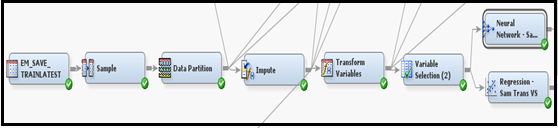 EM_SAVE_
TRAINLATEST
Sample
Data Partition
Impute
Transform
Variables
Variable
Selection (2)
Neural
Network - Sa...
Regression -
Sam Trans VS